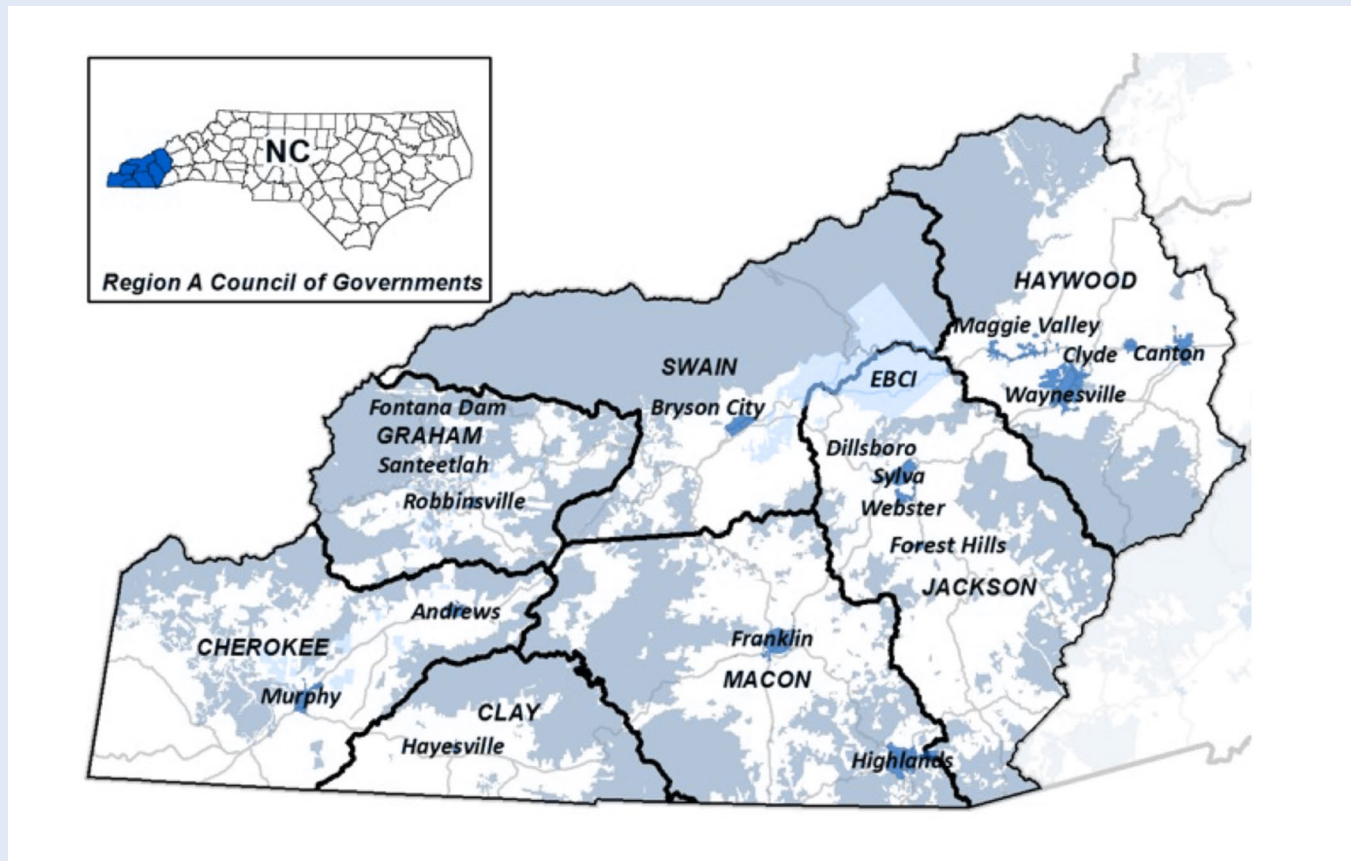 NC
Region A Council of Governments
HAYWOOD
Maggie Valley
Clyde
Canton
Waynesville
SWAIN
EBCI
Bryson City
Fontana Dam
GRAHAM
Santeetlah
Robbinsville
Dillsboro
Sylva
Webster
Forest Hills
JACKSON
Andrews
CHEROKEE
Murphy
Franklin
MACON
CLAY
Hayesville
Highlands